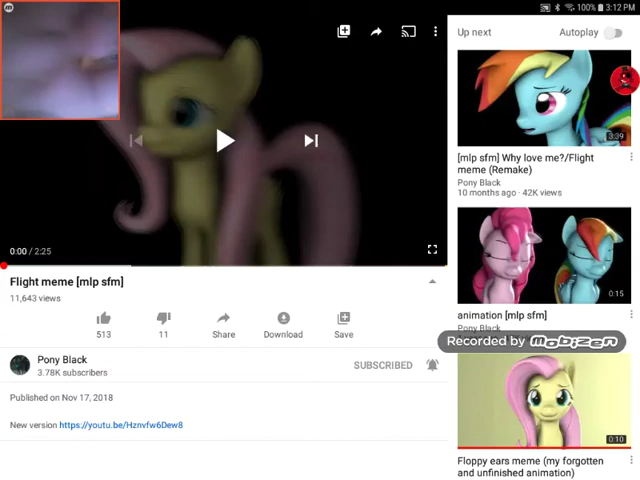 100% 3:12 PM
Up next
Autoplay
3:39
[mlp sfm] Why love me?/Flight
meme (Remake)
Pony Black
10 months ago · 42K views
0:00 / 2:25
Flight meme [mlp sfm]
11,643 views
513
11
Share
Download
Save
0:15
animation [mlp sfm]
Pony Black
Recorded by mobizen
Pony Black
3.78K subscribers
SUBSCRIBED
Published on Nov 17, 2018
New version https://youtu.be/Hznvfw6Dew8
0:10
Floppy ears meme (my forgotten
and unfinished animation)